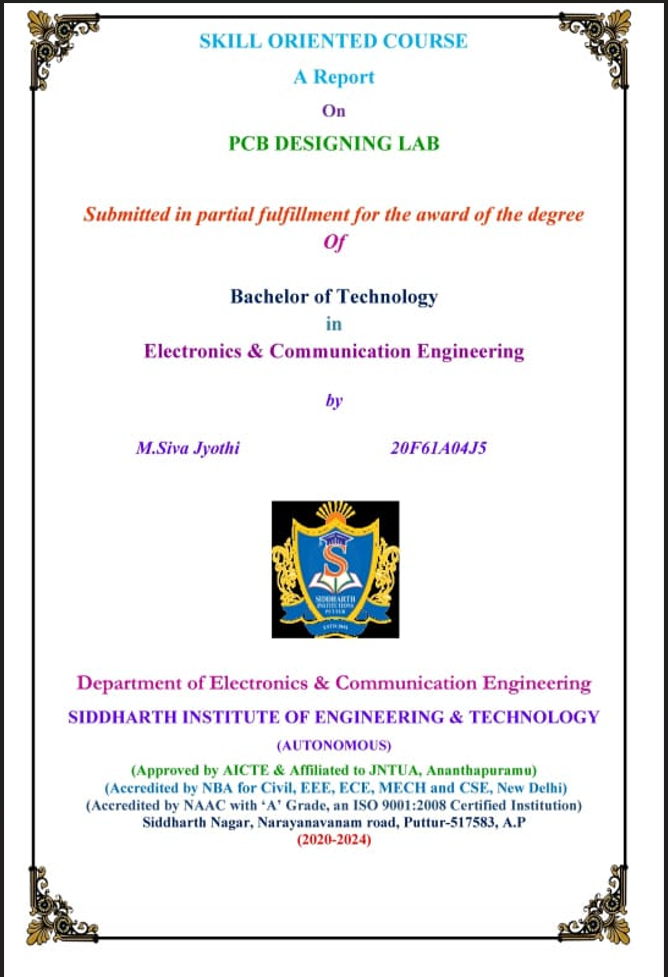 SKILL ORIENTED COURSE
A Report
On
PCB DESIGNING LAB
Submitted in partial fulfillment for the award of the degree
Of
Bachelor of Technology
in
Electronics & Communication Engineering
by
M.Siva Jyothi 20F61A04J5
S
SIDDHARTH
INSTITUTIONS
PUTTUR
Department of Electronics & Communication Engineering
SIDDHARTH INSTITUTE OF ENGINEERING & TECHNOLOGY
(AUTONOMOUS)
(Approved by AICTE & Affiliated to JNTUA, Ananthapuramu)
(Accredited by NBA for Civil, EEE, ECE, MECH and CSE, New Delhi)
(Accredited by NAAC with ‘A’ Grade, an ISO 9001:2008 Certified Institution)
Siddharth Nagar, Narayanavanam road, Puttur-517583, A.P
(2020-2024)